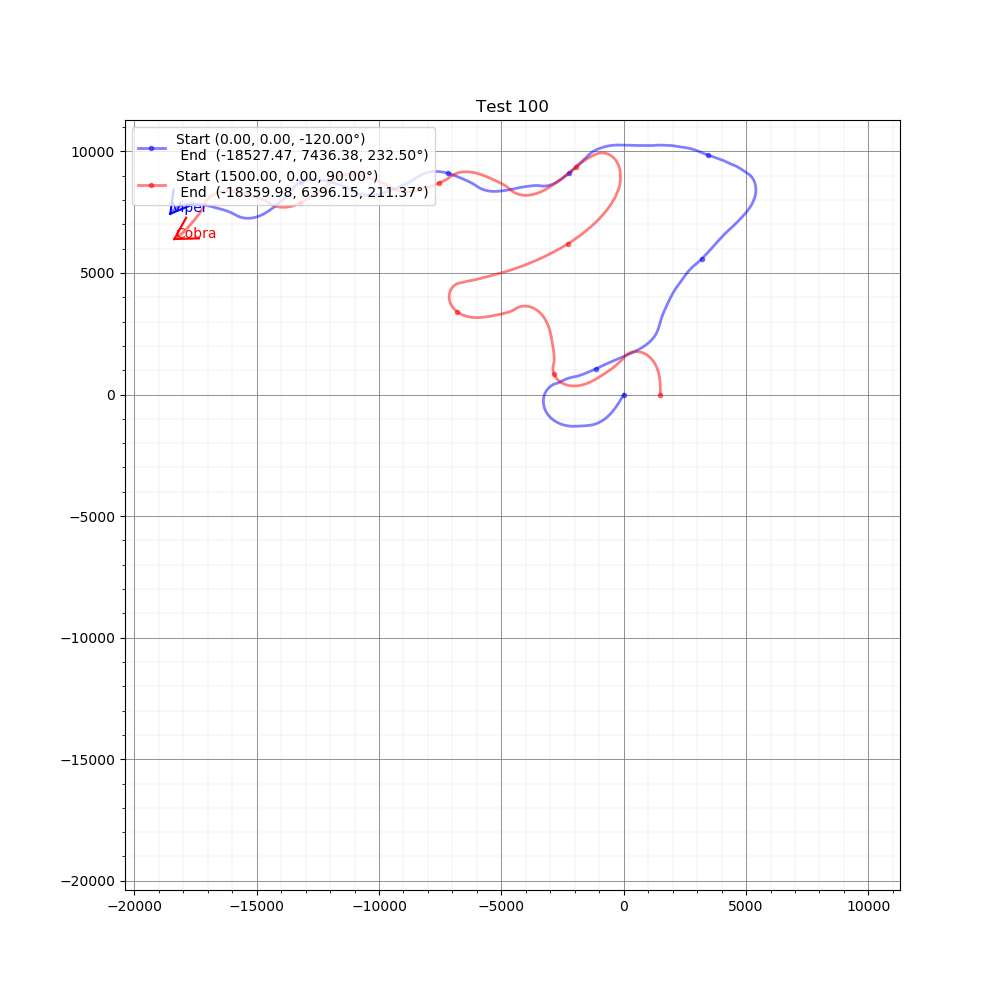 Test 100
Start (0.00, 0.00, -120.00°)
End  (-18527.47, 7436.38, 232.50°)
Start (1500.00, 0.00, 90.00°)
End  (-18359.98, 6396.15, 211.37°)
Viper
Cobra
10000
5000
0
−5000
−10000
−15000
−20000
−20000 −15000 −10000 −5000 0 5000 10000